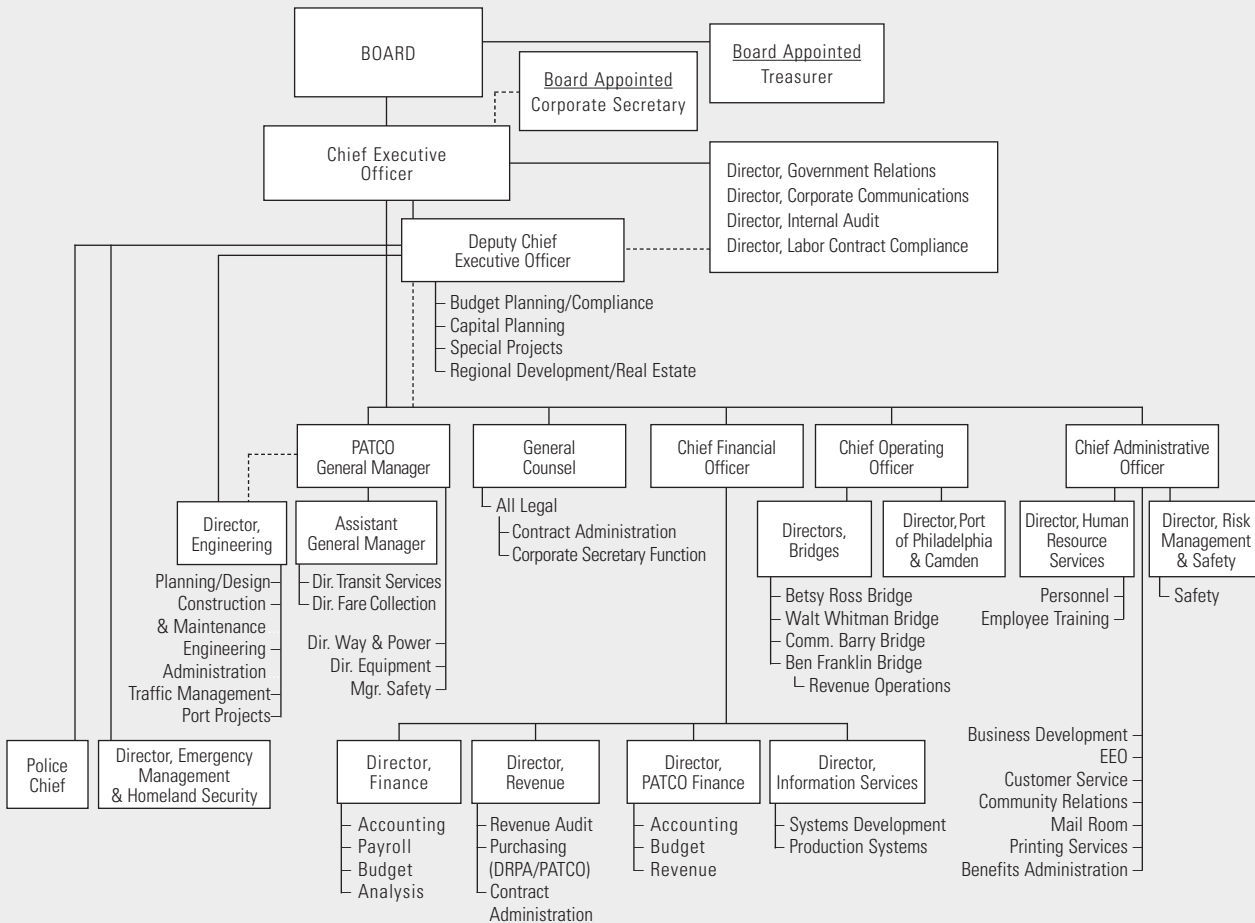 BOARD
Board Appointed
Treasurer
Board Appointed
Corporate Secretary
Chief Executive
Officer
Director, Government Relations
Director, Corporate Communications
Director, Internal Audit
Director, Labor Contract Compliance
Deputy Chief
Executive Officer
Budget Planning/Compliance
Capital Planning
Special Projects
Regional Development/Real Estate
PATCO
General Manager
General
Counsel
Chief Financial
Officer
Chief Operating
Officer
Chief Administrative
Officer
Director,
Engineering
Planning/Design
Construction
& Maintenance
Engineering
Administration
Traffic Management
Port Projects
Assistant
General Manager
Dir. Transit Services
Dir. Fare Collection
Dir. Way & Power
Dir. Equipment
Mgr. Safety
All Legal
Contract Administration
Corporate Secretary Function
Directors,
Bridges
Betsy Ross Bridge
Walt Whitman Bridge
Comm. Barry Bridge
Ben Franklin Bridge
Revenue Operations
Director, Port
of Philadelphia
& Camden
Director, Human
Resource
Services
Personnel
Employee Training
Director, Risk
Management
& Safety
Safety
Police
Chief
Director, Emergency
Management
& Homeland Security
Director,
Finance
Accounting
Payroll
Budget
Analysis
Director,
Revenue
Revenue Audit
Purchasing
(DRPA/PATCO)
Contract
Administration
Director,
PATCO Finance
Accounting
Budget
Revenue
Director,
Information Services
Systems Development
Production Systems
Business Development
EEO
Customer Service
Community Relations
Mail Room
Printing Services
Benefits Administration